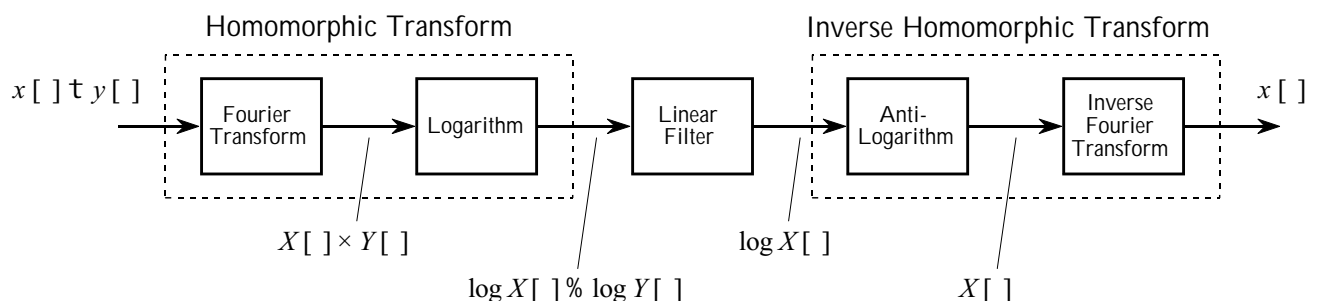 Homomorphic Transform
Inverse Homomorphic Transform
x[ ] t y[ ]
Fourier
Transform
Logarithm
Linear
Filter
Anti-
Logarithm
Inverse
Fourier
Transform
x[ ]
X[ ] × Y[ ]
log X[ ] % log Y[ ]
log X[ ]
X[ ]